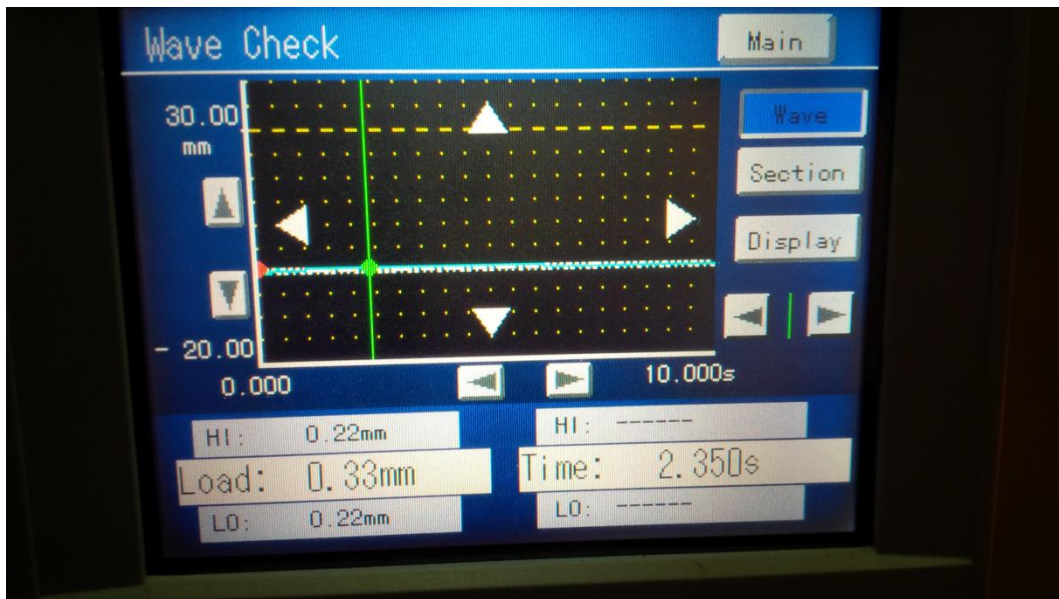 Wave Check
Main
30.00
mm
Wave
Section
Display
- 20.00
0.000
10.000s
HI: 0.22mm
HI: ------
Load: 0.33mm
Time: 2.350s
LO: 0.22mm
LO: ------